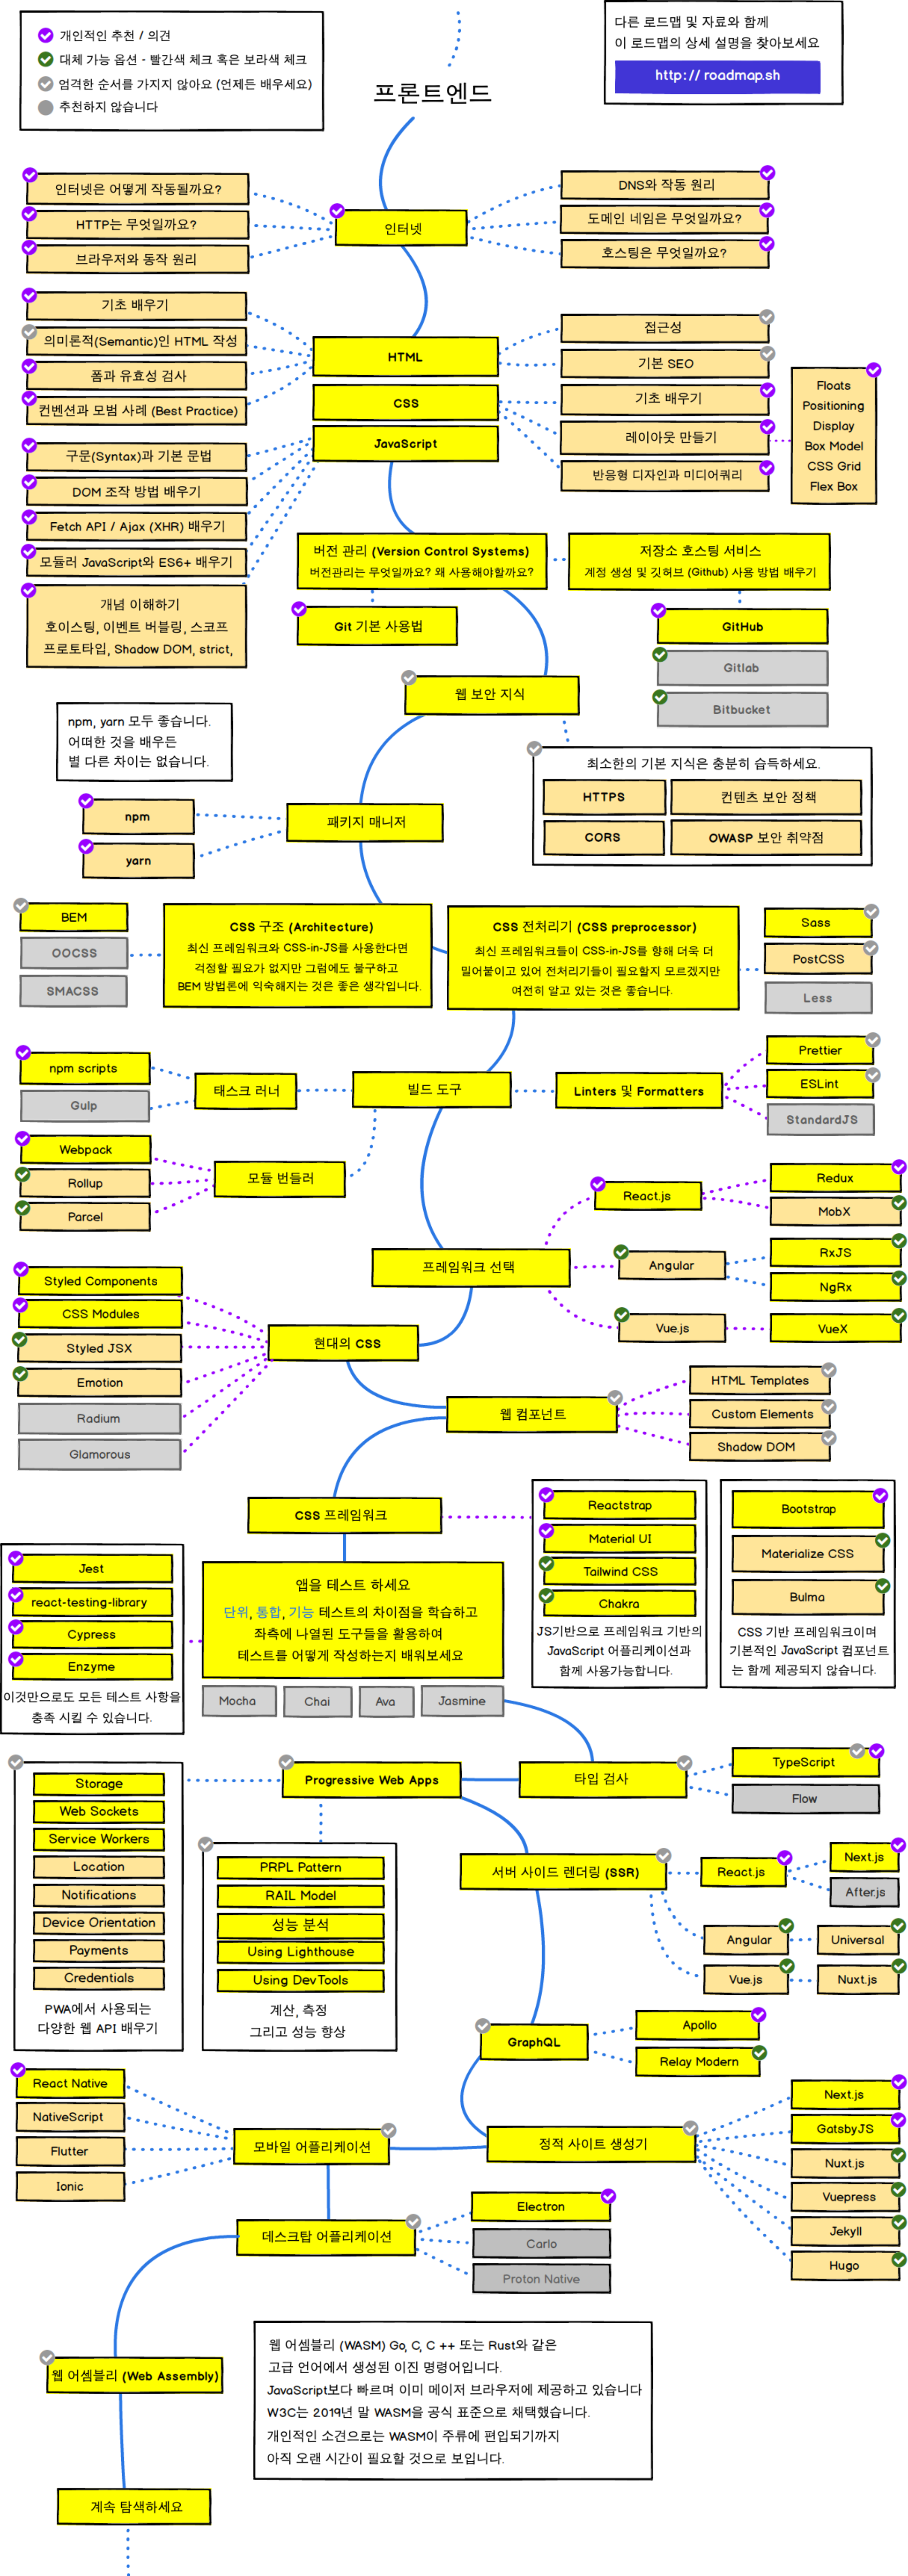 개인적인 추천 / 의견
대체 가능 옵션 - 빨간색 체크 혹은 보라색 체크
엄격한 순서를 가지지 않아요 (언제든 배우세요)
추천하지 않습니다
다른 로드맵 및 자료와 함께
이 로드맵의 상세 설명을 찾아보세요
http://roadmap.sh
프론트엔드
인터넷은 어떻게 작동될까요?
HTTP는 무엇일까요?
브라우저와 동작 원리
인터넷
DNS와 작동 원리
도메인 네임은 무엇일까요?
호스팅은 무엇일까요?
기초 배우기
의미론적(Semantic)인 HTML 작성
폼과 유효성 검사
컨벤션과 모범 사례 (Best Practice)
HTML
CSS
JavaScript
접근성
기본 SEO
기초 배우기
레이아웃 만들기
반응형 디자인과 미디어쿼리
Floats
Positioning
Display
Box Model
CSS Grid
Flex Box
구문(Syntax)과 기본 문법
DOM 조작 방법 배우기
Fetch API / Ajax (XHR) 배우기
모듈러 JavaScript와 ES6+ 배우기
개념 이해하기
호이스팅, 이벤트 버블링, 스코프
프로토타입, Shadow DOM, strict,
버전 관리 (Version Control Systems)
버전관리는 무엇일까요? 왜 사용해야할까요?
저장소 호스팅 서비스
계정 생성 및 깃허브 (Github) 사용 방법 배우기
Git 기본 사용법
GitHub
Gitlab
Bitbucket
웹 보안 지식
npm, yarn 모두 좋습니다.
어떠한 것을 배우든
별 다른 차이는 없습니다.
최소한의 기본 지식은 충분히 습득하세요.
HTTPS
컨텐츠 보안 정책
CORS
OWASP 보안 취약점
npm
yarn
패키지 매니저
BEM
OOCSS
SMACSS
CSS 구조 (Architecture)
최신 프레임워크와 CSS-in-JS를 사용한다면
걱정할 필요가 없지만 그럼에도 불구하고
BEM 방법론에 익숙해지는 것은 좋은 생각입니다.
CSS 전처리기 (CSS preprocessor)
최신 프레임워크들이 CSS-in-JS를 향해 더욱 더
밀어붙이고 있어 전처리기들이 필요할지 모르겠지만
여전히 알고 있는 것은 좋습니다.
Sass
PostCSS
Less
npm scripts
Gulp
태스크 러너
빌드 도구
Linters 및 Formatters
Prettier
ESLint
StandardJS
Webpack
Rollup
Parcel
모듈 번들러
React.js
Redux
MobX
프레임워크 선택
Angular
RxJS
NgRx
Vue.js
VueX
Styled Components
CSS Modules
Styled JSX
Emotion
Radium
Glamorous
현대의 CSS
웹 컴포넌트
HTML Templates
Custom Elements
Shadow DOM
CSS 프레임워크
Reactstrap
Material UI
Tailwind CSS
Chakra
JS기반으로 프레임워크 기반의
JavaScript 어플리케이션과
함께 사용가능합니다.
Bootstrap
Materialize CSS
Bulma
CSS 기반 프레임워크이며
기본적인 JavaScript 컴포넌트
는 함께 제공되지 않습니다.
Jest
react-testing-library
Cypress
Enzyme
이것만으로도 모든 테스트 사항을
충족 시킬 수 있습니다.
앱을 테스트 하세요
단위, 통합, 기능 테스트의 차이점을 학습하고
좌측에 나열된 도구들을 활용하여
테스트를 어떻게 작성하는지 배워보세요
Mocha
Chai
Ava
Jasmine
Storage
Web Sockets
Service Workers
Location
Notifications
Device Orientation
Payments
Credentials
PWA에서 사용되는
다양한 웹 API 배우기
Progressive Web Apps
타입 검사
TypeScript
Flow
PRPL Pattern
RAIL Model
성능 분석
Using Lighthouse
Using DevTools
계산, 측정
그리고 성능 향상
서버 사이드 렌더링 (SSR)
React.js
Next.js
After.js
Angular
Universal
Vue.js
Nuxt.js
GraphQL
Apollo
Relay Modern
React Native
NativeScript
Flutter
Ionic
모바일 어플리케이션
정적 사이트 생성기
Next.js
GatsbyJS
Nuxt.js
Vuepress
Jekyll
Hugo
데스크탑 어플리케이션
Electron
Carlo
Proton Native
웹 어셈블리 (Web Assembly)
웹 어셈블리 (WASM) Go, C, C ++ 또는 Rust와 같은
고급 언어에서 생성된 이진 명령어입니다.
JavaScript보다 빠르며 이미 메이저 브라우저에 제공하고 있습니다
W3C는 2019년 말 WASM을 공식 표준으로 채택했습니다.
개인적인 소견으로는 WASM이 주류에 편입되기까지
아직 오랜 시간이 필요할 것으로 보입니다.
계속 탐색하세요